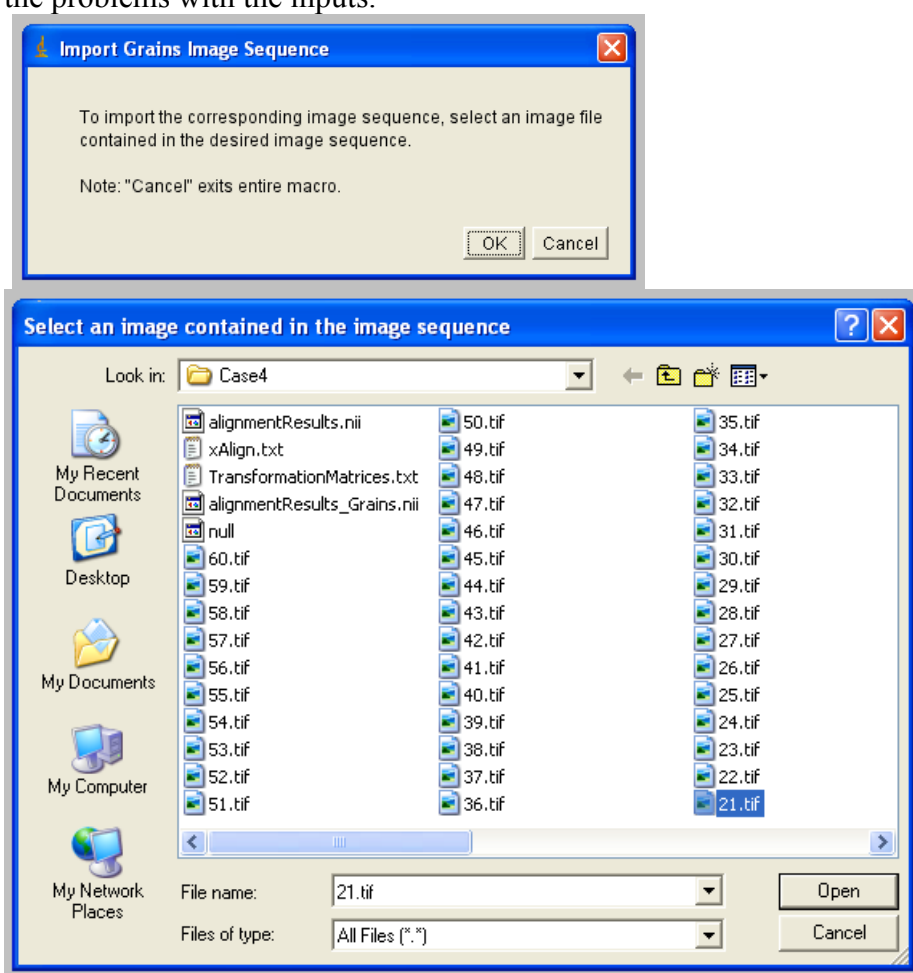 the problems with the inputs.
Import Grains Image Sequence
To import the corresponding image sequence, select an image file
contained in the desired image sequence.
Note: "Cancel" exits entire macro.
OK Cancel
Select an image contained in the image sequence
Look in: Case4
My Recent
Documents
Desktop
My Documents
My Computer
My Network
Places
alignmentResults.nii
xAlign.txt
TransformationMatrices.txt
alignmentResults_Grains.nii
null
60.tif
59.tif
58.tif
57.tif
56.tif
55.tif
54.tif
53.tif
52.tif
51.tif
50.tif
49.tif
48.tif
47.tif
46.tif
45.tif
44.tif
43.tif
42.tif
41.tif
40.tif
39.tif
38.tif
37.tif
36.tif
35.tif
34.tif
33.tif
32.tif
31.tif
30.tif
29.tif
28.tif
27.tif
26.tif
25.tif
24.tif
23.tif
22.tif
21.tif
File name: 21.tif Open
Files of type: All Files (*.*) Cancel